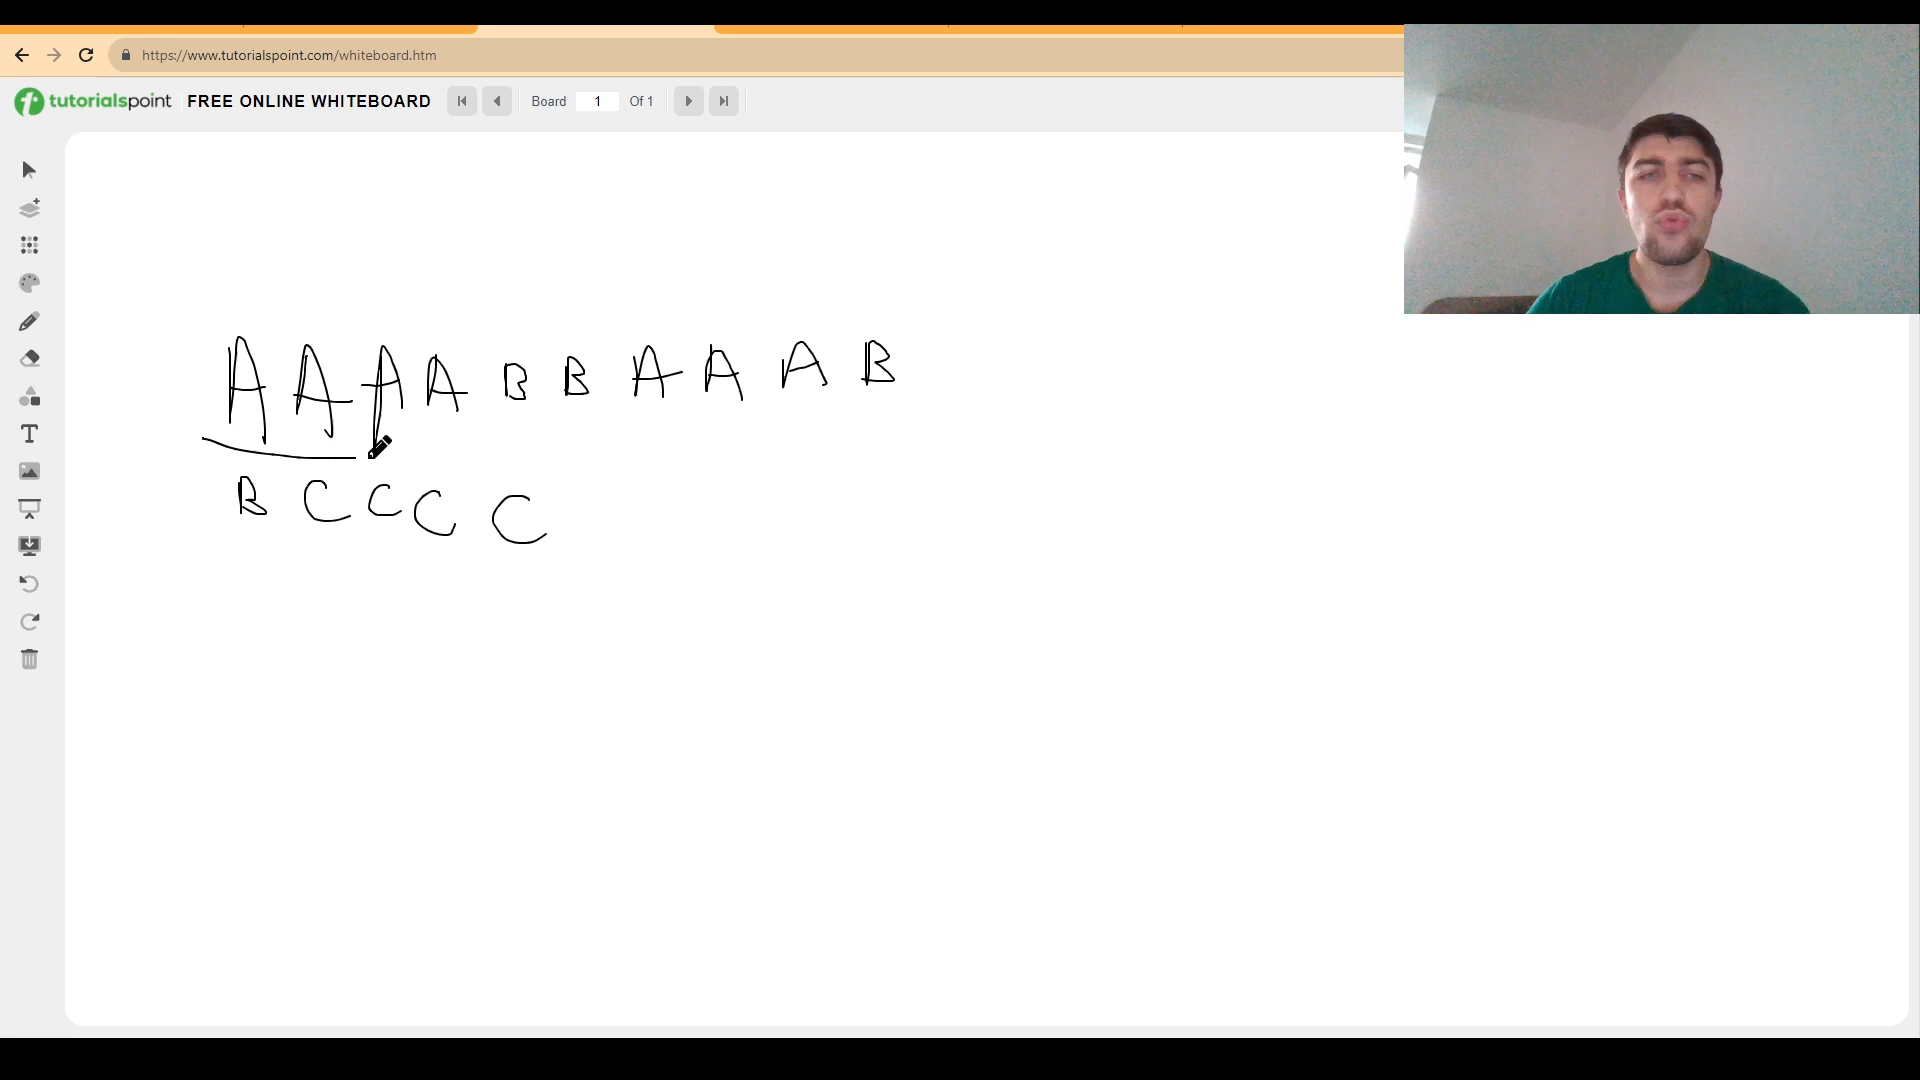 https://www.tutorialspoint.com/whiteboard.htm
tutorialspoint FREE ONLINE WHITEBOARD Board 1 Of 1
A A A A B B A A A B
B C C C C
T